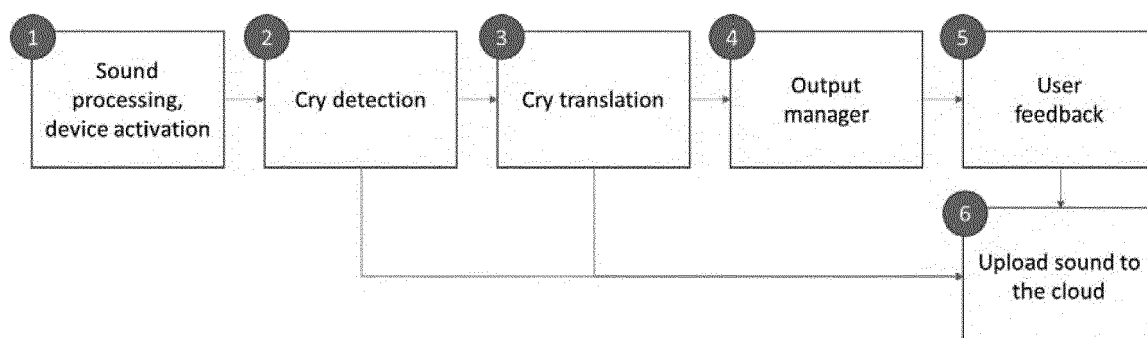 1
Sound
processing,
device activation
2
Cry detection
3
Cry translation
4
Output
manager
5
User
feedback
6
Upload sound to
the cloud